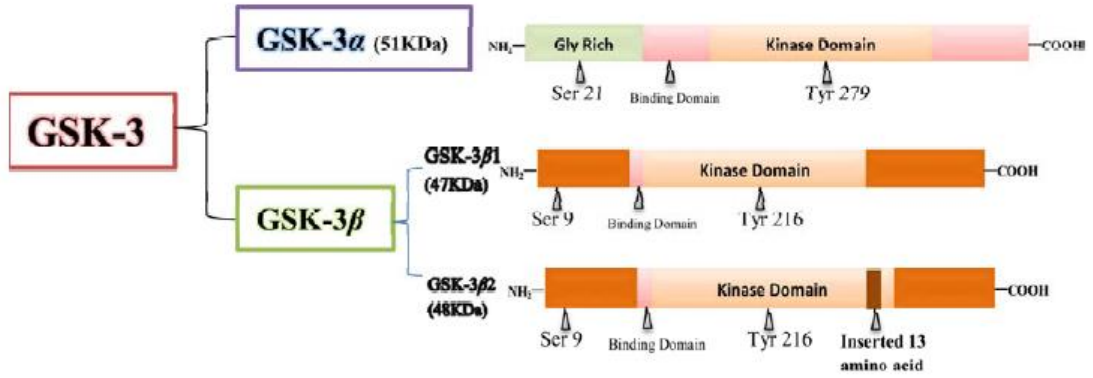 GSK-3
GSK-3α (51KDa)
NH₂
Gly Rich
Kinase Domain
COOH
Ser 21
Binding Domain
Tyr 279
GSK-3β
GSK-3β1
(47KDa)
NH₂
Kinase Domain
COOH
Ser 9
Binding Domain
Tyr 216
GSK-3β2
(48KDa)
NH₂
Kinase Domain
COOH
Ser 9
Binding Domain
Tyr 216
Inserted 13
amino acid